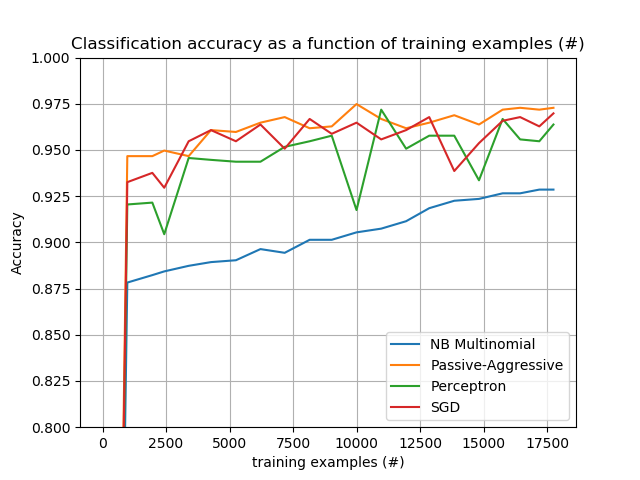 Classification accuracy as a function of training examples (#)
1.000
0.975
0.950
0.925
0.900
0.875
0.850
0.825
0.800
Accuracy
NB Multinomial
Passive-Aggressive
Perceptron
SGD
0 2500 5000 7500 10000 12500 15000 17500
training examples (#)